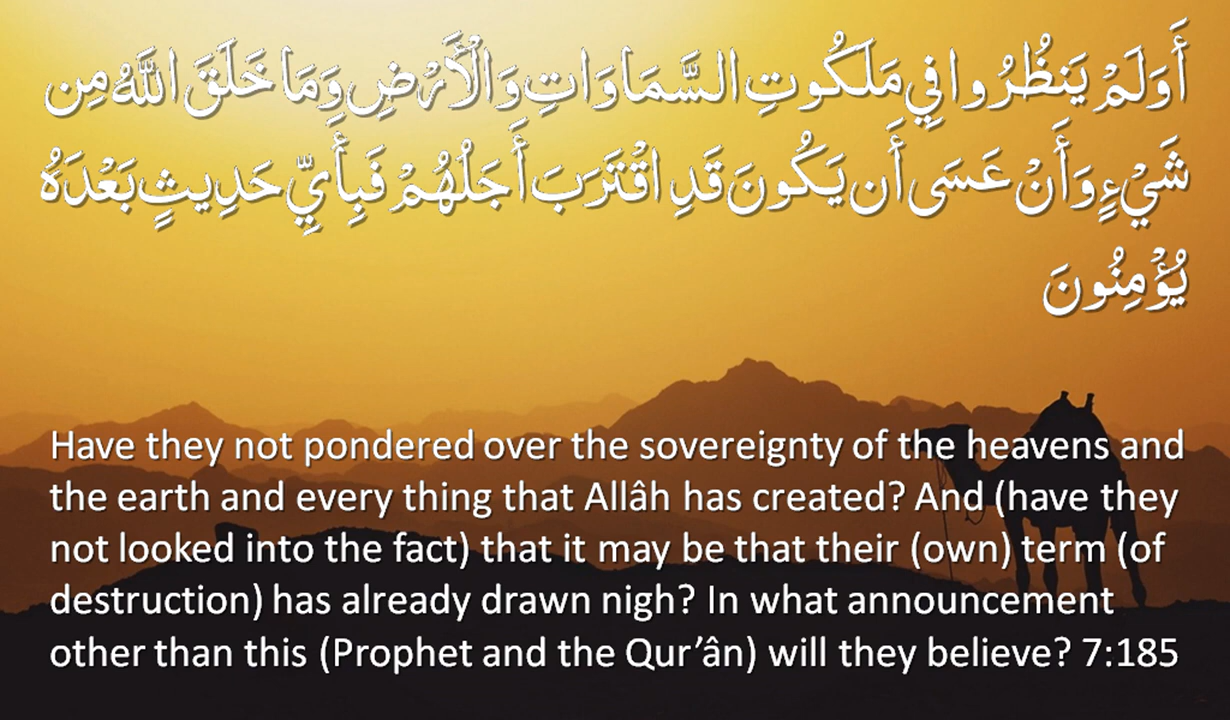 أَوَلَمْ يَنظُرُوا فِي مَلَكُوتِ السَّمَاوَاتِ وَالْأَرْضِ وَمَا خَلَقَ اللَّهُ مِن
شَيْءٍ وَأَنْ عَسَى أَن يَكُونَ قَدِ اقْتَرَبَ أَجَلُهُمْ فَبِأَيِّ حَدِيثٍ بَعْدَهُ
يُؤْمِنُونَ
Have they not pondered over the sovereignty of the heavens and
the earth and every thing that Allâh has created? And (have they
not looked into the fact) that it may be that their (own) term (of
destruction) has already drawn nigh? In what announcement
other than this (Prophet and the Qur’ân) will they believe? 7:185